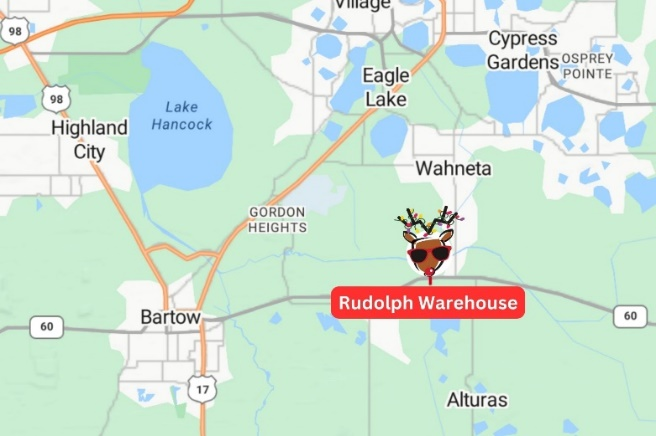 Village
98
Cypress
Gardens
OSPREY
POINTE
Eagle
Lake
98
Lake
Hancock
Highland
City
Wahneta
GORDON
HEIGHTS
Rudolph Warehouse
Bartow
60
60
17
Alturas